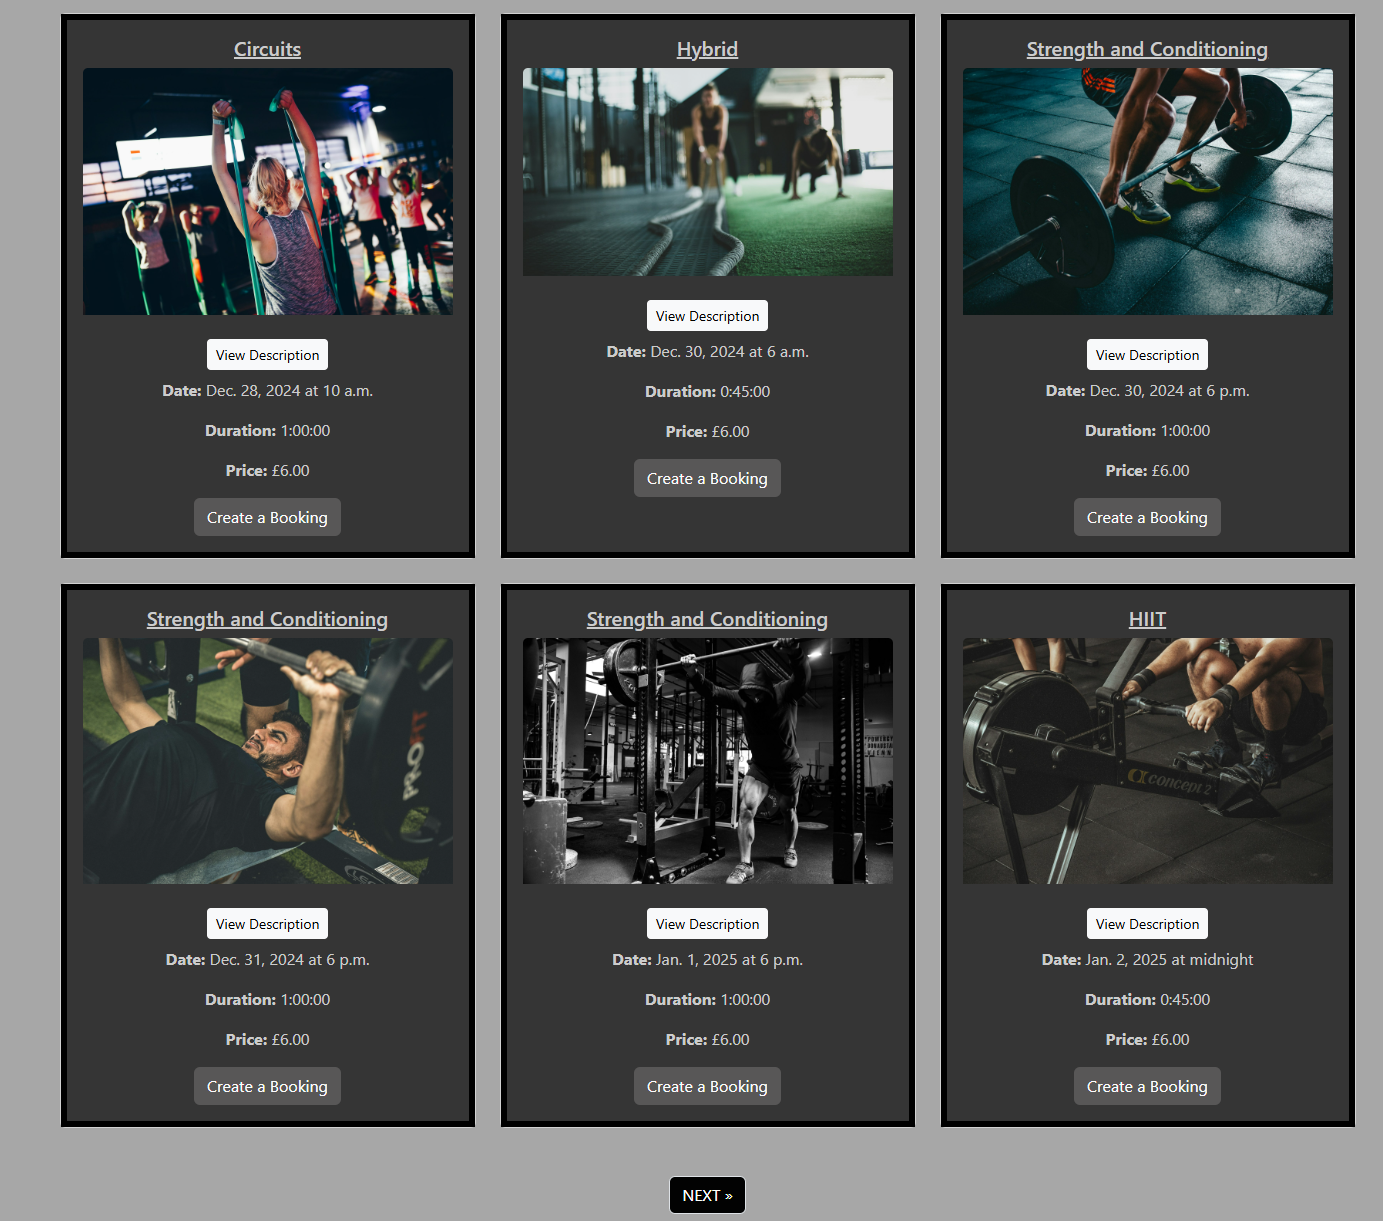 Circuits
View Description
Date: Dec. 28, 2024 at 10 a.m.
Duration: 1:00:00
Price: £6.00
Create a Booking
Hybrid
View Description
Date: Dec. 30, 2024 at 6 a.m.
Duration: 0:45:00
Price: £6.00
Create a Booking
Strength and Conditioning
View Description
Date: Dec. 30, 2024 at 6 p.m.
Duration: 1:00:00
Price: £6.00
Create a Booking
Strength and Conditioning
PROFIT
View Description
Date: Dec. 31, 2024 at 6 p.m.
Duration: 1:00:00
Price: £6.00
Create a Booking
Strength and Conditioning
View Description
Date: Jan. 1, 2025 at 6 p.m.
Duration: 1:00:00
Price: £6.00
Create a Booking
HIIT
concept 2
View Description
Date: Jan. 2, 2025 at midnight
Duration: 0:45:00
Price: £6.00
Create a Booking
NEXT »